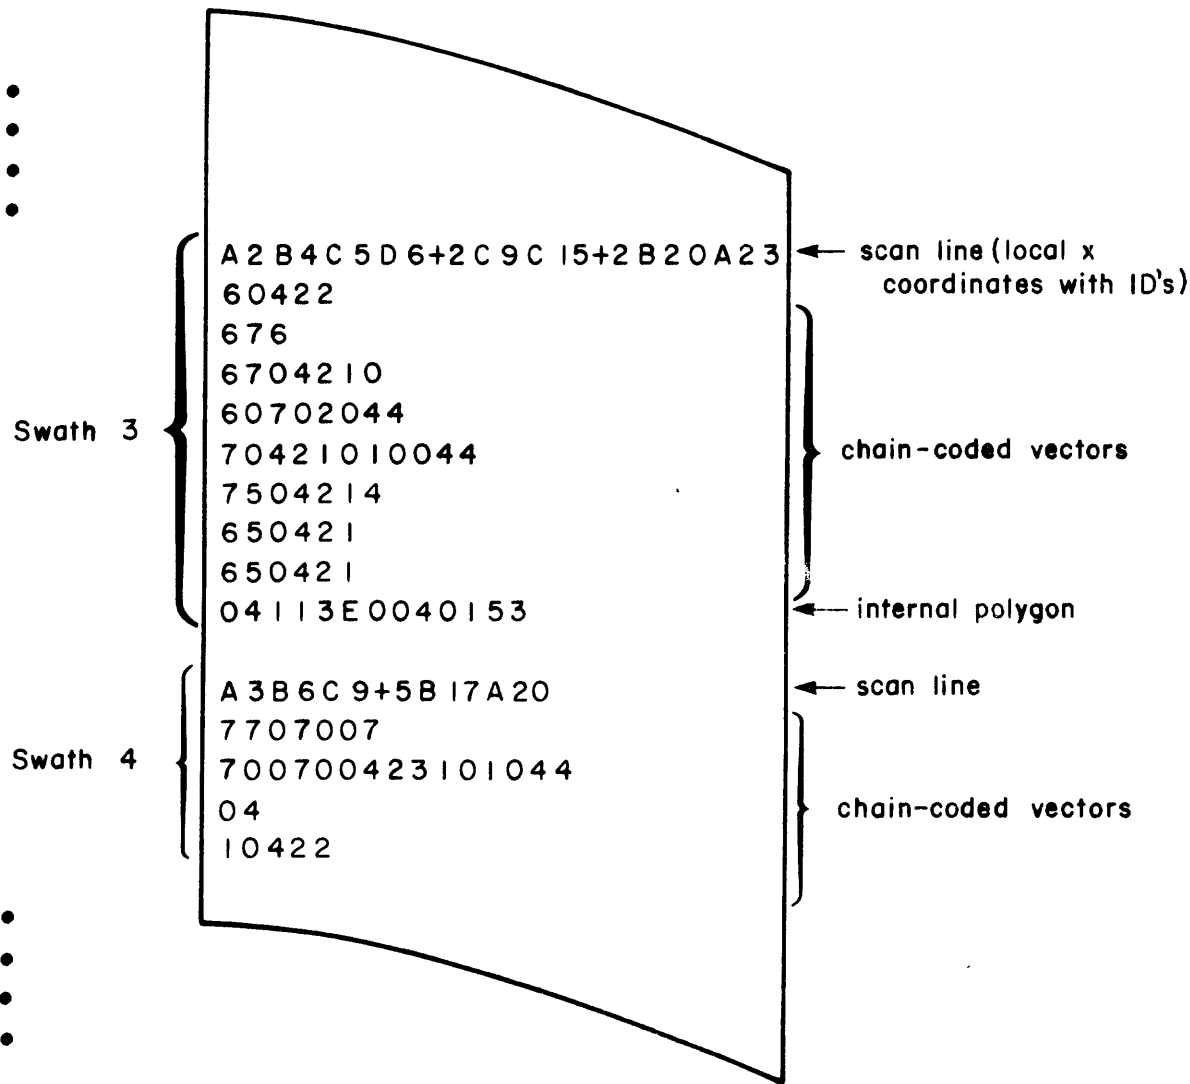 A2B4C5D6+2C9C15+2B20A23
scan line (local x
coordinates with ID's)
60422
676
6704210
60702044
Swath 3
70421010044
chain-coded vectors
7504214
650421
650421
04113E0040153
internal polygon
A3B6C9+5B17A20
scan line
7707007
Swath 4
700700423101044
04
chain-coded vectors
10422